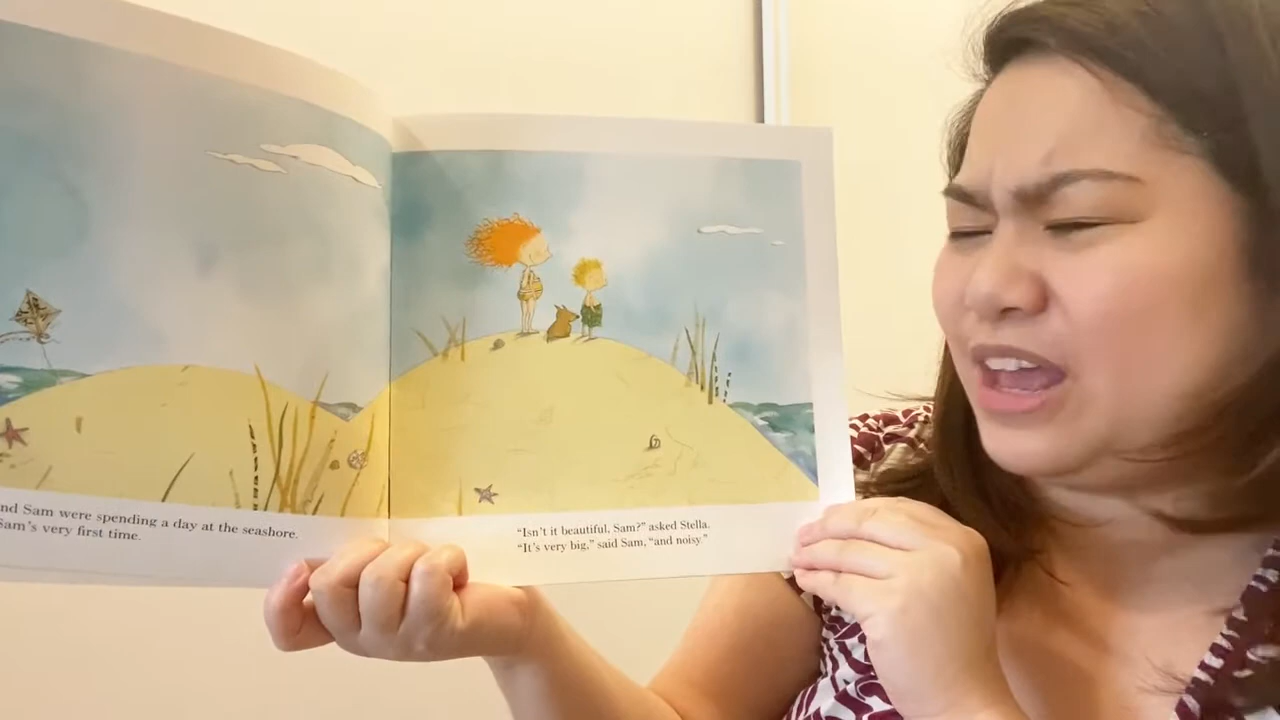 nd Sam were spending a day at the seashore.
Sam's very first time.
"Isn't it beautiful, Sam?" asked Stella.
"It's very big," said Sam, "and noisy."